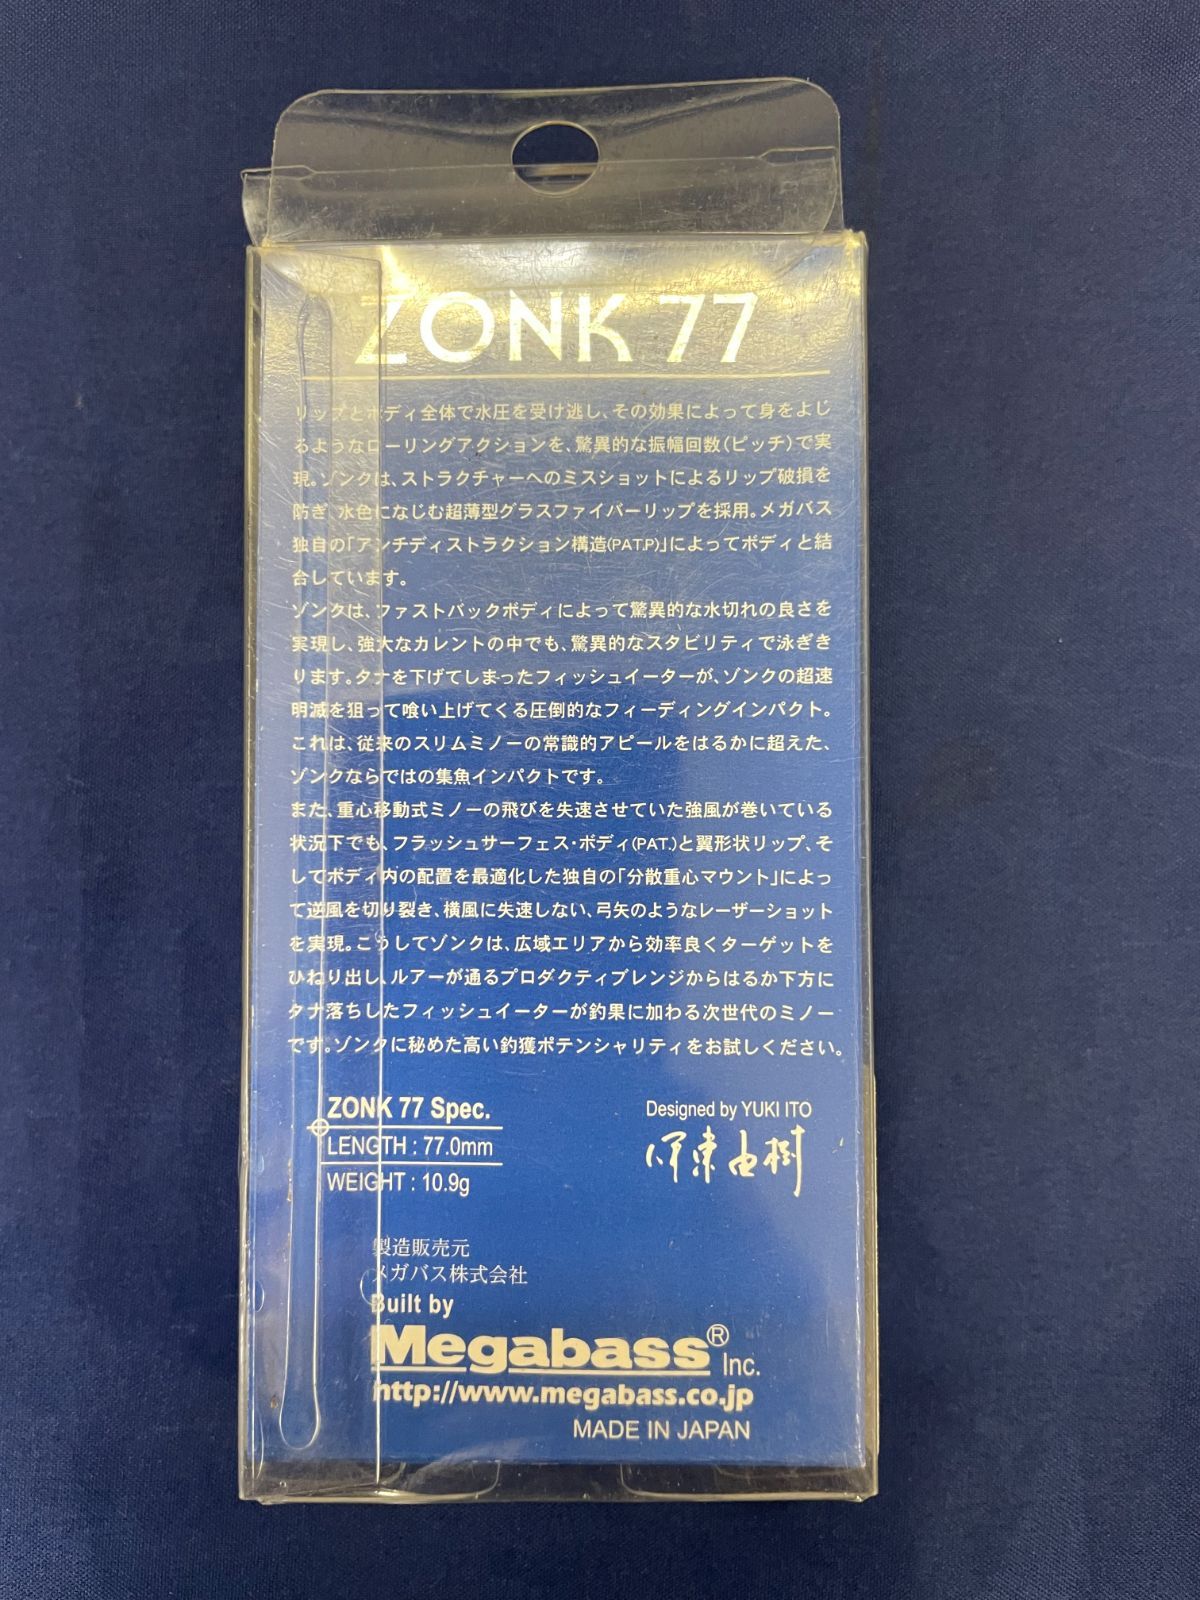 ZONK 77
リップとボディ全体で水圧を受け逃し、その効果によって身をよじ
るようなローリングアクションを、驚異的な振幅回数(ピッチ)で実
現。ゾンクは、ストラクチャーへのミスショットによるリップ破損を
防ぎ、水色になじむ超薄型グラスファイバーリップを採用。メガバス
独自の「アンチディストラクション構造(PAT.P)」によってボディと結
合しています。
ゾンクは、ファストバックボディによって驚異的な水切れの良さを
実現し、強大なカレントの中でも、驚異的なスタビリティで泳ぎき
ります。タナを下げてしまったフィッシュイーターが、ゾンクの超速
明滅を狙って喰い上げてくる圧倒的なフィーディングインパクト。
これは、従来のスリムミノーの常識的アピールをはるかに超えた、
ゾンクならではの集魚インパクトです。
また、重心移動式ミノーの飛びを失速させていた強風が巻いている
状況下でも、フラッシュサーフェス・ボディ(PAT.)と翼形状リップ、そ
してボディ内の配置を最適化した独自の「分散重心マウント」によっ
て逆風を切り裂き、横風に失速しない、弓矢のようなレーザーショット
を実現。こうしてゾンクは、広域エリアから効率良くターゲットを
ひねり出し、ルアーが通るプロダクティブレンジからはるか下方に
タナ落ちしたフィッシュイーターが釣果に加わる次世代のミノー
です。ゾンクに秘めた高い釣獲ポテンシャリティをお試しください。
ZONK 77 Spec.
LENGTH : 77.0mm
WEIGHT : 10.9g
Designed by YUKI ITO
伊東由樹
製造販売元
メガバス株式会社
Built by
Megabass® Inc.
http://www.megabass.co.jp
MADE IN JAPAN